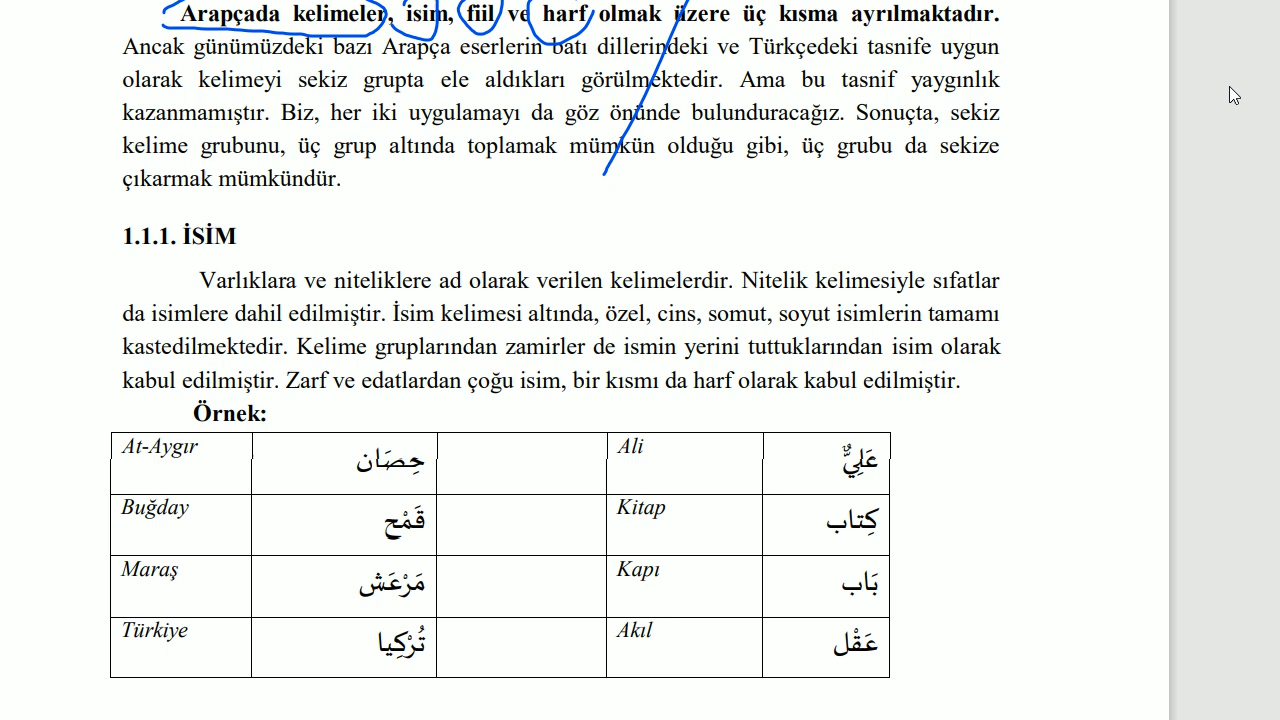 Arapçada kelimeler, isim, fiil ve harf olmak üzere üç kısma ayrılmaktadır.
Ancak günümüzdeki bazı Arapça eserlerin batı dillerindeki ve Türkçedeki tasnife uygun
olarak kelimeyi sekiz grupta ele aldıkları görülmektedir. Ama bu tasnif yaygınlık
kazanmamıştır. Biz, her iki uygulamayı da göz önünde bulunduracağız. Sonuçta, sekiz
kelime grubunu, üç grup altında toplamak mümkün olduğu gibi, üç grubu da sekize
çıkarmak mümkündür.
1.1.1. İSİM
Varlıklara ve niteliklere ad olarak verilen kelimelerdir. Nitelik kelimesiyle sıfatlar
da isimlere dahil edilmiştir. İsim kelimesi altında, özel, cins, somut, soyut isimlerin tamamı
kastedilmektedir. Kelime gruplarından zamirler de ismin yerini tuttuklarından isim olarak
kabul edilmiştir. Zarf ve edatlardan çoğu isim, bir kısmı da harf olarak kabul edilmiştir.
Örnek:
At-Aygır حِصَان Ali عَلِيٌّ
Buğday قَمْح Kitap كِتاب
Maraş مَرْعَش Kapı بَاب
Türkiye تُرْكِيا Akıl عَقْل